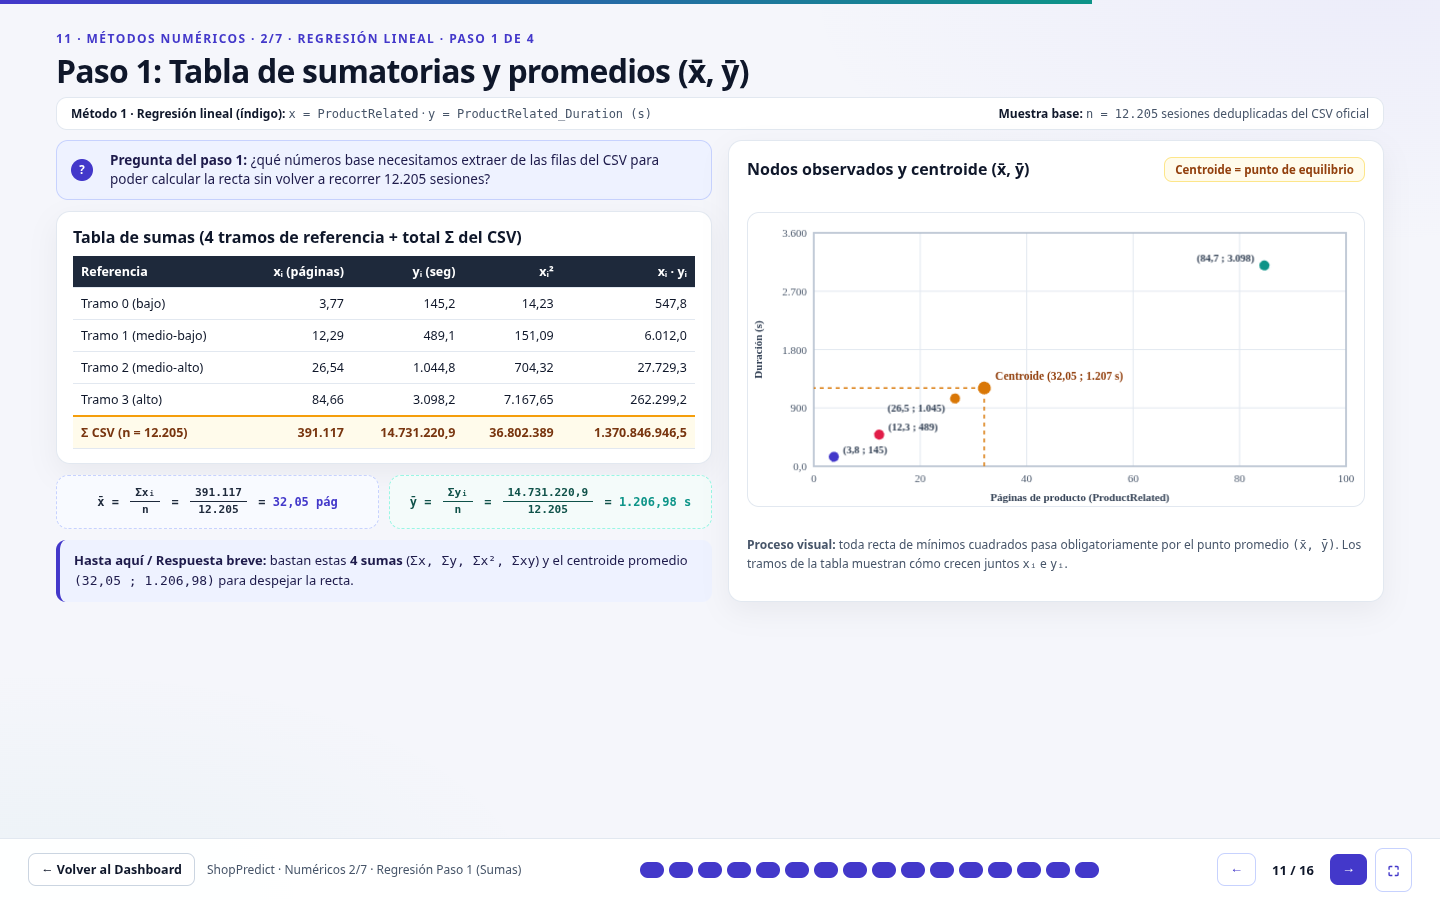 11 · MÉTODOS NUMÉRICOS · 2/7 · REGRESIÓN LINEAL · PASO 1 DE 4
Paso 1: Tabla de sumatorias y promedios (x̄, ȳ)
Método 1 · Regresión lineal (índigo): x = ProductRelated · y = ProductRelated_Duration (s)
Muestra base: n = 12.205 sesiones deduplicadas del CSV oficial
?
Pregunta del paso 1: ¿qué números base necesitamos extraer de las filas del CSV para
poder calcular la recta sin volver a recorrer 12.205 sesiones?
Tabla de sumas (4 tramos de referencia + total Σ del CSV)
Referencia xᵢ (páginas) yᵢ (seg) xᵢ² xᵢ · yᵢ
Tramo 0 (bajo) 3,77 145,2 14,23 547,8
Tramo 1 (medio-bajo) 12,29 489,1 151,09 6.012,0
Tramo 2 (medio-alto) 26,54 1.044,8 704,32 27.729,3
Tramo 3 (alto) 84,66 3.098,2 7.167,65 262.299,2
Σ CSV (n = 12.205) 391.117 14.731.220,9 36.802.389 1.370.846.946,5
x̄ = Σxᵢ / n = 391.117 / 12.205 = 32,05 pág
ȳ = Σyᵢ / n = 14.731.220,9 / 12.205 = 1.206,98 s
Hasta aquí / Respuesta breve: bastan estas 4 sumas (Σx, Σy, Σx², Σxy) y el centroide promedio
(32,05 ; 1.206,98) para despejar la recta.
Nodos observados y centroide (x̄, ȳ)
Centroide = punto de equilibrio
3.600
2.700
1.800
900
0,0
Duración (s)
(84,7 ; 3.098)
Centroide (32,05 ; 1.207 s)
(26,5 ; 1.045)
(12,3 ; 489)
(3,8 ; 145)
0 20 40 60 80 100
Páginas de producto (ProductRelated)
Proceso visual: toda recta de mínimos cuadrados pasa obligatoriamente por el punto promedio (x̄, ȳ). Los
tramos de la tabla muestran cómo crecen juntos xᵢ e yᵢ.
← Volver al Dashboard
ShopPredict · Numéricos 2/7 · Regresión Paso 1 (Sumas)
← 11 / 16 →